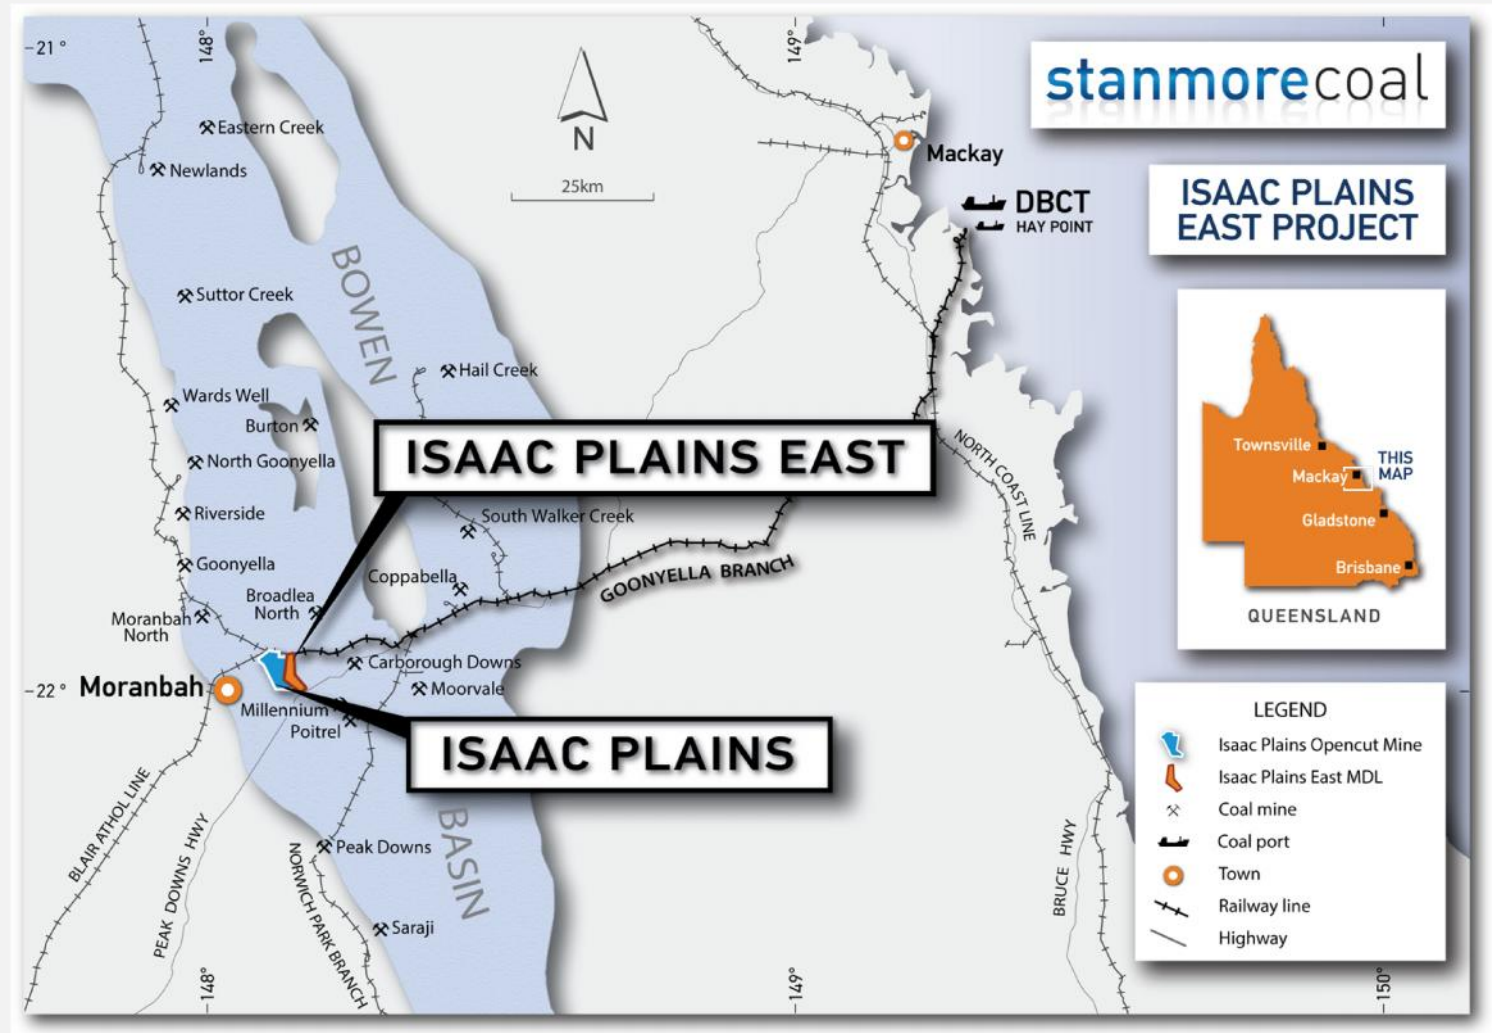 -21°
148°
149°
stanmorecoal
Eastern Creek
N
Mackay
Newlands
25km
ISAAC PLAINS
EAST PROJECT
DBCT
HAY POINT
BOWEN
Suttor Creek
Hail Creek
Wards Well
Burton
ISAAC PLAINS EAST
North Goonyella
NORTH COAST LINE
Townsville
THIS
MAP
Mackay
Riverside
South Walker Creek
Gladstone
Goonyella
GOONYELLA BRANCH
Brisbane
Coppabella
Broadlea
North
Moranbah
North
QUEENSLAND
Carborough Downs
-22°
Moranbah
Moorvale
Millennium
Poitrel
ISAAC PLAINS
LEGEND
Isaac Plains Opencut Mine
Isaac Plains East MDL
Coal mine
Coal port
Town
Railway line
Highway
BLAIR ATHOL LINE
PEAK DOWNS HWY
NORWICH PARK BRANCH
Peak Downs
BASIN
BRUCE HWY
Saraji
148°
149°
150°